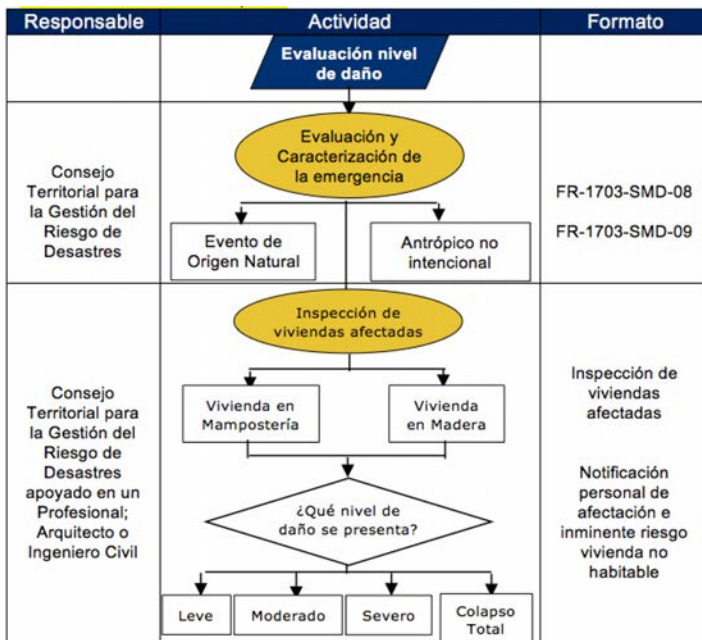 Responsable
Actividad
Formato
Evaluación nivel
de daño
Consejo
Territorial para
la Gestión del
Riesgo de
Desastres
Evaluación y
Caracterización de
la emergencia
Evento de
Origen Natural
Antrópico no
intencional
FR-1703-SMD-08
FR-1703-SMD-09
Consejo
Territorial para
la Gestión del
Riesgo de
Desastres
apoyado en un
Profesional;
Arquitecto o
Ingeniero Civil
Inspección de
viviendas afectadas
Vivienda en
Mampostería
Vivienda
en Madera
¿Qué nivel de
daño se presenta?
Leve
Moderado
Severo
Colapso
Total
Inspección de
viviendas
afectadas
Notificación
personal de
afectación e
inminente riesgo
vivienda no
habitable